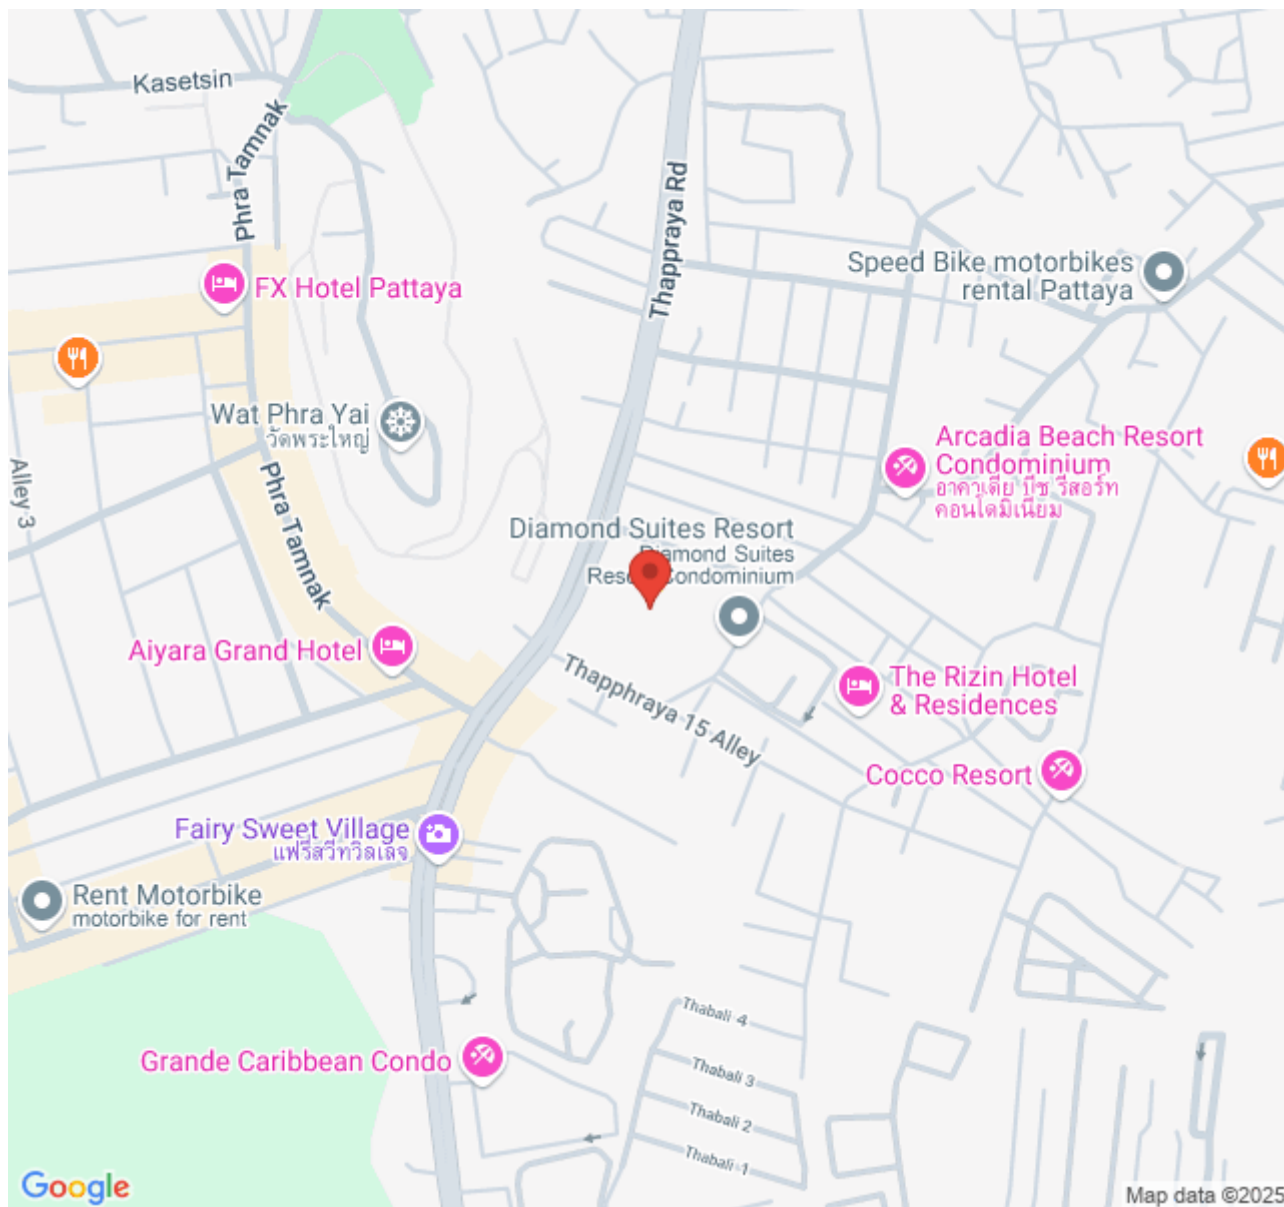 Kasetsin
Phra Tamnak
Thappraya Rd
FX Hotel Pattaya
Speed Bike motorbikes
rental Pattaya
Wat Phra Yai
วัดพระใหญ่
Alley 3
Phra Tamnak
Arcadia Beach Resort
Condominium
อาคาเดีย บีช รีสอร์ท
คอนโดมิเนียม
Diamond Suites Resort
Diamond Suites
Condominium
Aiyara Grand Hotel
Thapphraya 15 Alley
The Rizin Hotel
& Residences
Cocco Resort
Fairy Sweet Village
แฟรีสวีทวิลเลจ
Rent Motorbike
motorbike for rent
Thabali 4
Grande Caribbean Condo
Thabali 3
Thabali 2
Thabali 1
Google
Map data ©2025